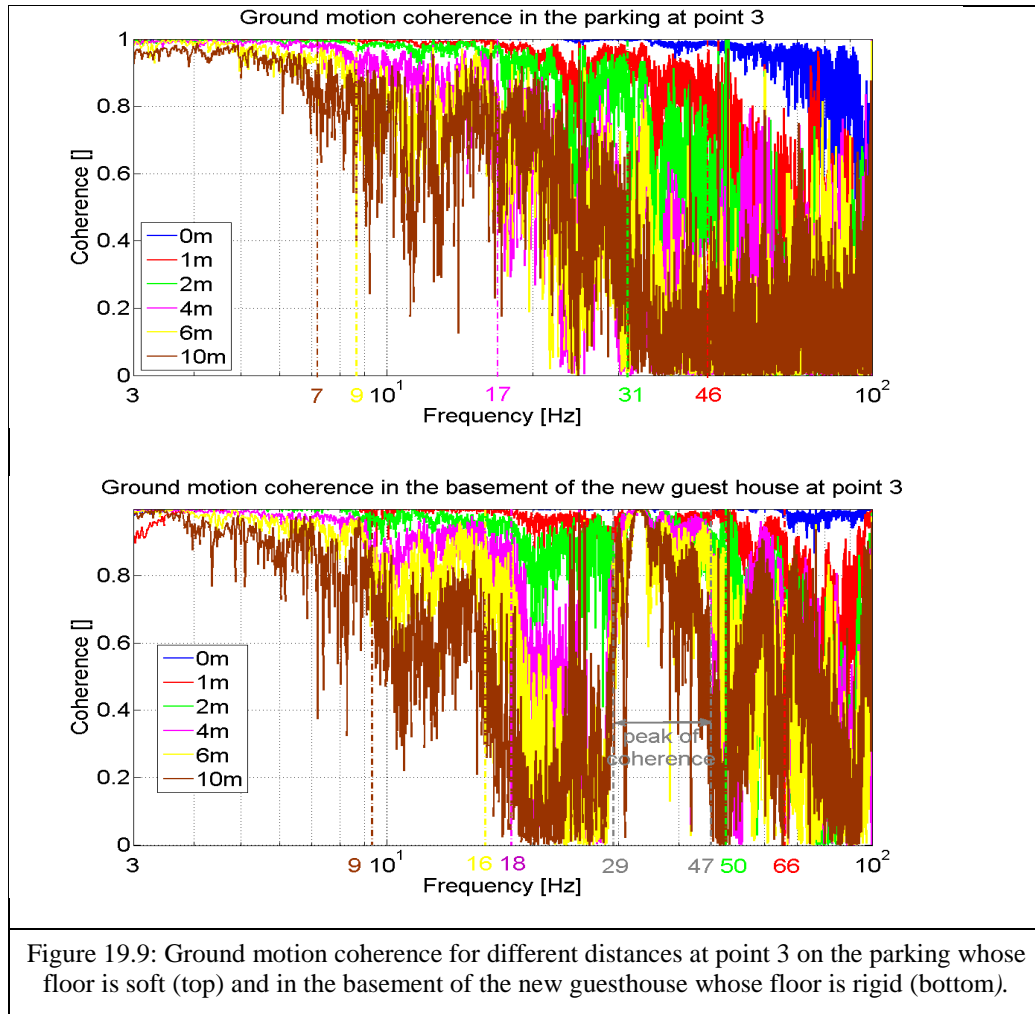 Ground motion coherence in the parking at point 3
Coherence []
1
0.8
0.6
0.4
0.2
0
0m
1m
2m
4m
6m
10m
3 7 9 10¹ 17 31 46 10²
Frequency [Hz]
Ground motion coherence in the basement of the new guest house at point 3
Coherence []
1
0.8
0.6
0.4
0.2
0
0m
1m
2m
4m
6m
10m
peak of
coherence
3 9 10¹ 16 18 29 47 50 66 10²
Frequency [Hz]
Figure 19.9: Ground motion coherence for different distances at point 3 on the parking whose
floor is soft (top) and in the basement of the new guesthouse whose floor is rigid (bottom).